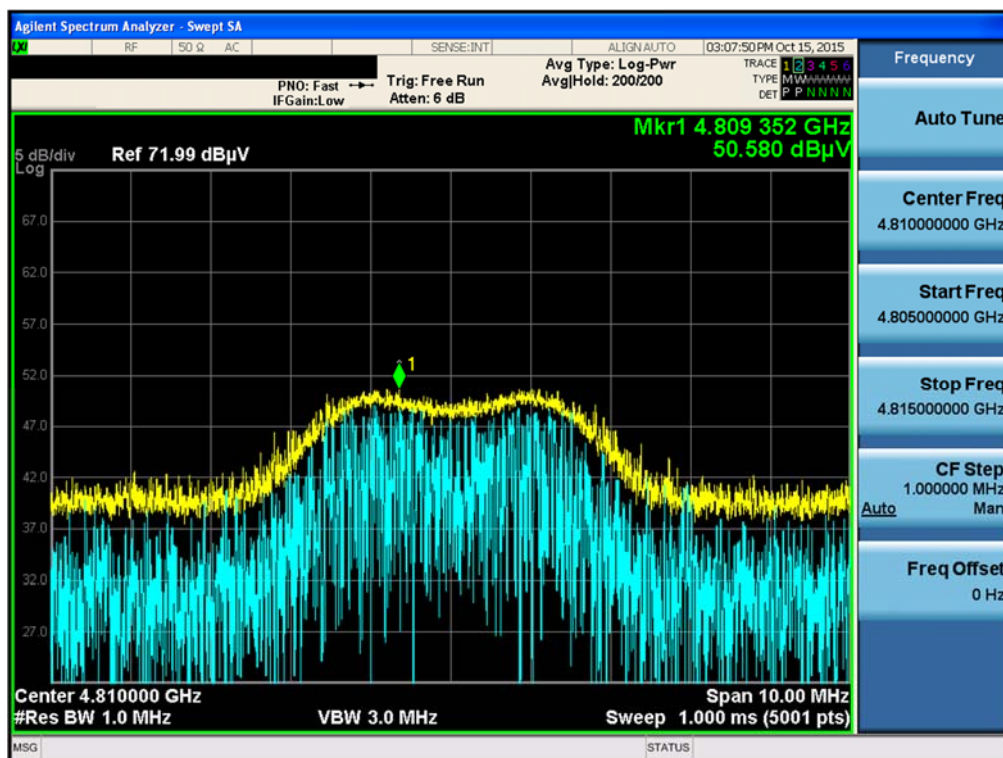 Agilent Spectrum Analyzer - Swept SA
LXI RF 50 Ω AC SENSE:INT ALIGN AUTO 03:07:50 PM Oct 15, 2015
PNO: Fast
IFGain:Low
Trig: Free Run
Atten: 6 dB
Avg Type: Log-Pwr
Avg|Hold: 200/200
TRACE 1 2 3 4 5 6
TYPE M W W W W W
DET P P N N N N
Mkr1 4.809 352 GHz
50.580 dBµV
5 dB/div
Log
Ref 71.99 dBµV
67.0
62.0
57.0
52.0
47.0
42.0
37.0
32.0
27.0
1
Center 4.810000 GHz
#Res BW 1.0 MHz
VBW 3.0 MHz
Span 10.00 MHz
Sweep 1.000 ms (5001 pts)
MSG
STATUS
Frequency
Auto Tune
Center Freq
4.810000000 GHz
Start Freq
4.805000000 GHz
Stop Freq
4.815000000 GHz
CF Step
1.000000 MHz
Auto Man
Freq Offset
0 Hz